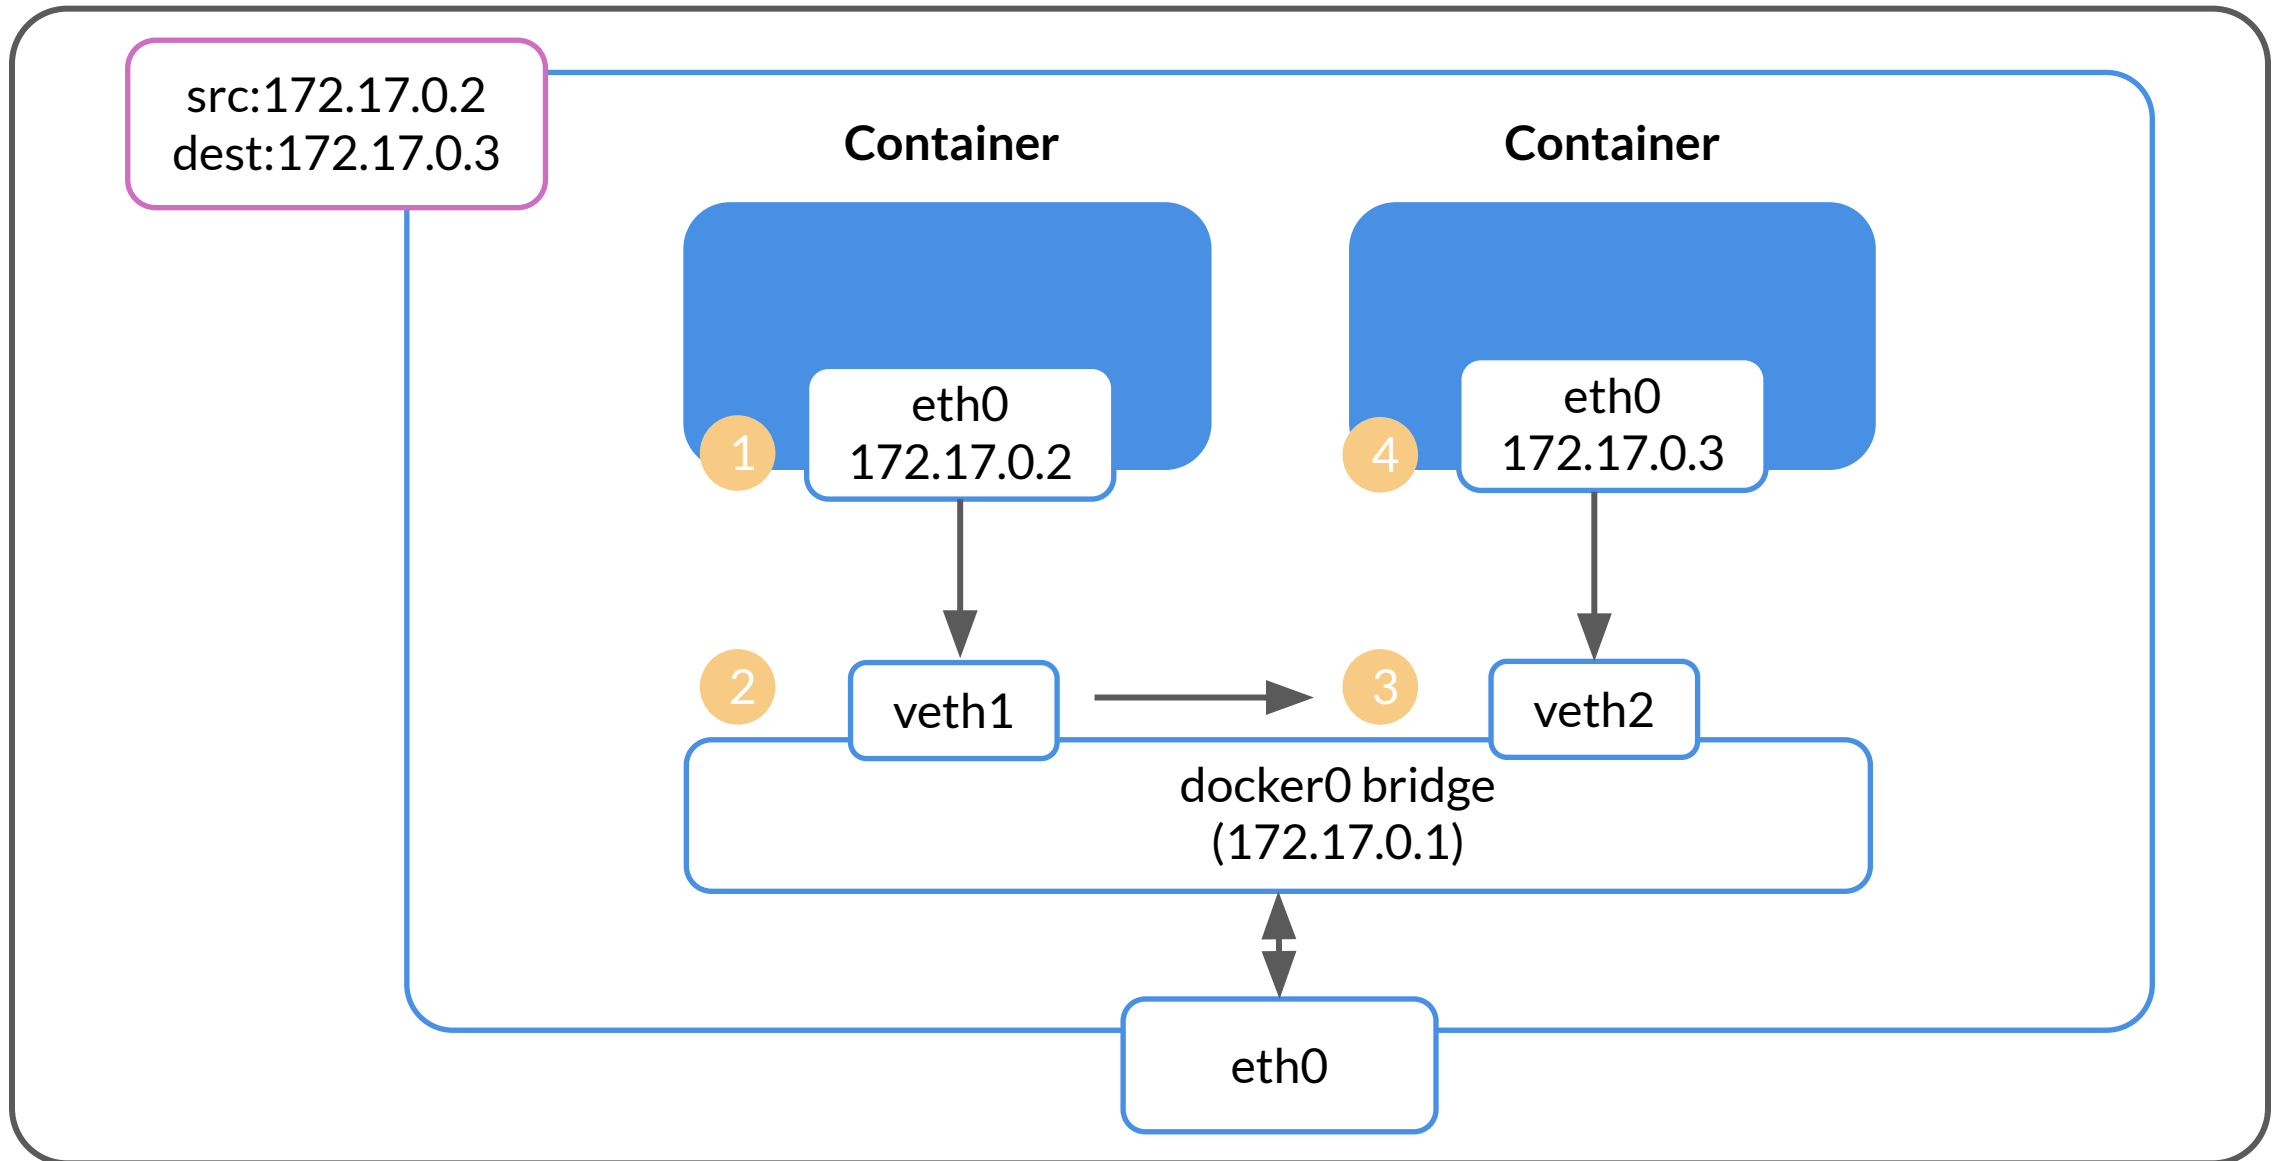 src:172.17.0.2
dest:172.17.0.3
Container
Container
eth0
172.17.0.2
eth0
172.17.0.3
1
4
2
veth1
3
veth2
docker0 bridge
(172.17.0.1)
eth0